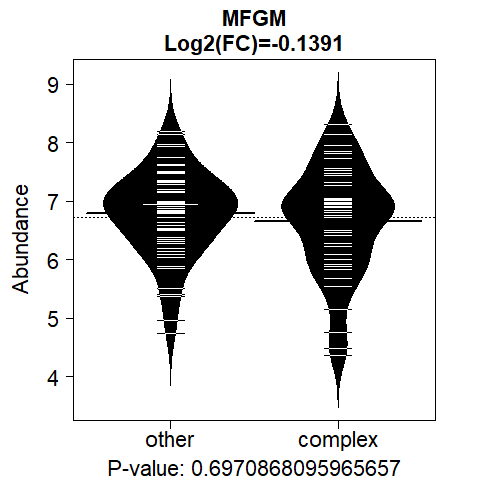 MFGM
Log2(FC)=-0.1391
Abundance
9
8
7
6
5
4
other complex
P-value: 0.6970868095965657